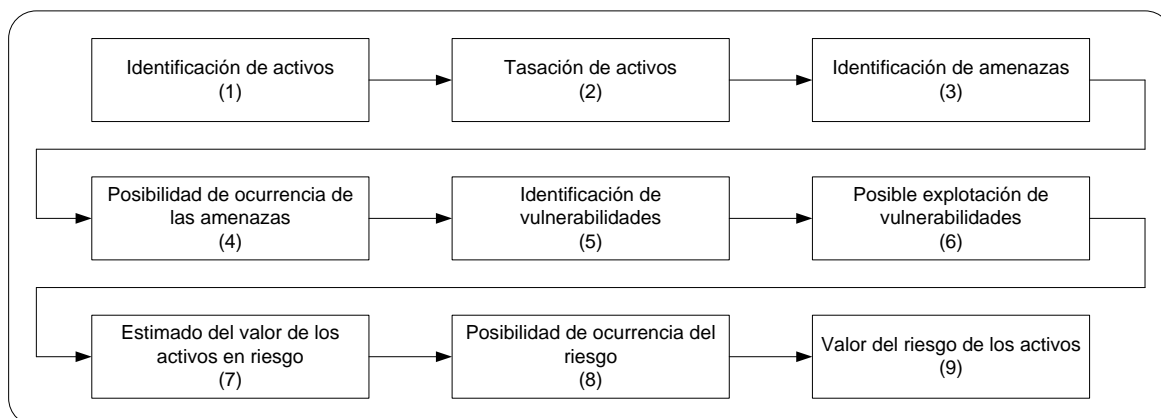 Identificación de activos
(1)
Tasación de activos
(2)
Identificación de amenazas
(3)
Posibilidad de ocurrencia de
las amenazas
(4)
Identificación de
vulnerabilidades
(5)
Posible explotación de
vulnerabilidades
(6)
Estimado del valor de los
activos en riesgo
(7)
Posibilidad de ocurrencia del
riesgo
(8)
Valor del riesgo de los activos
(9)